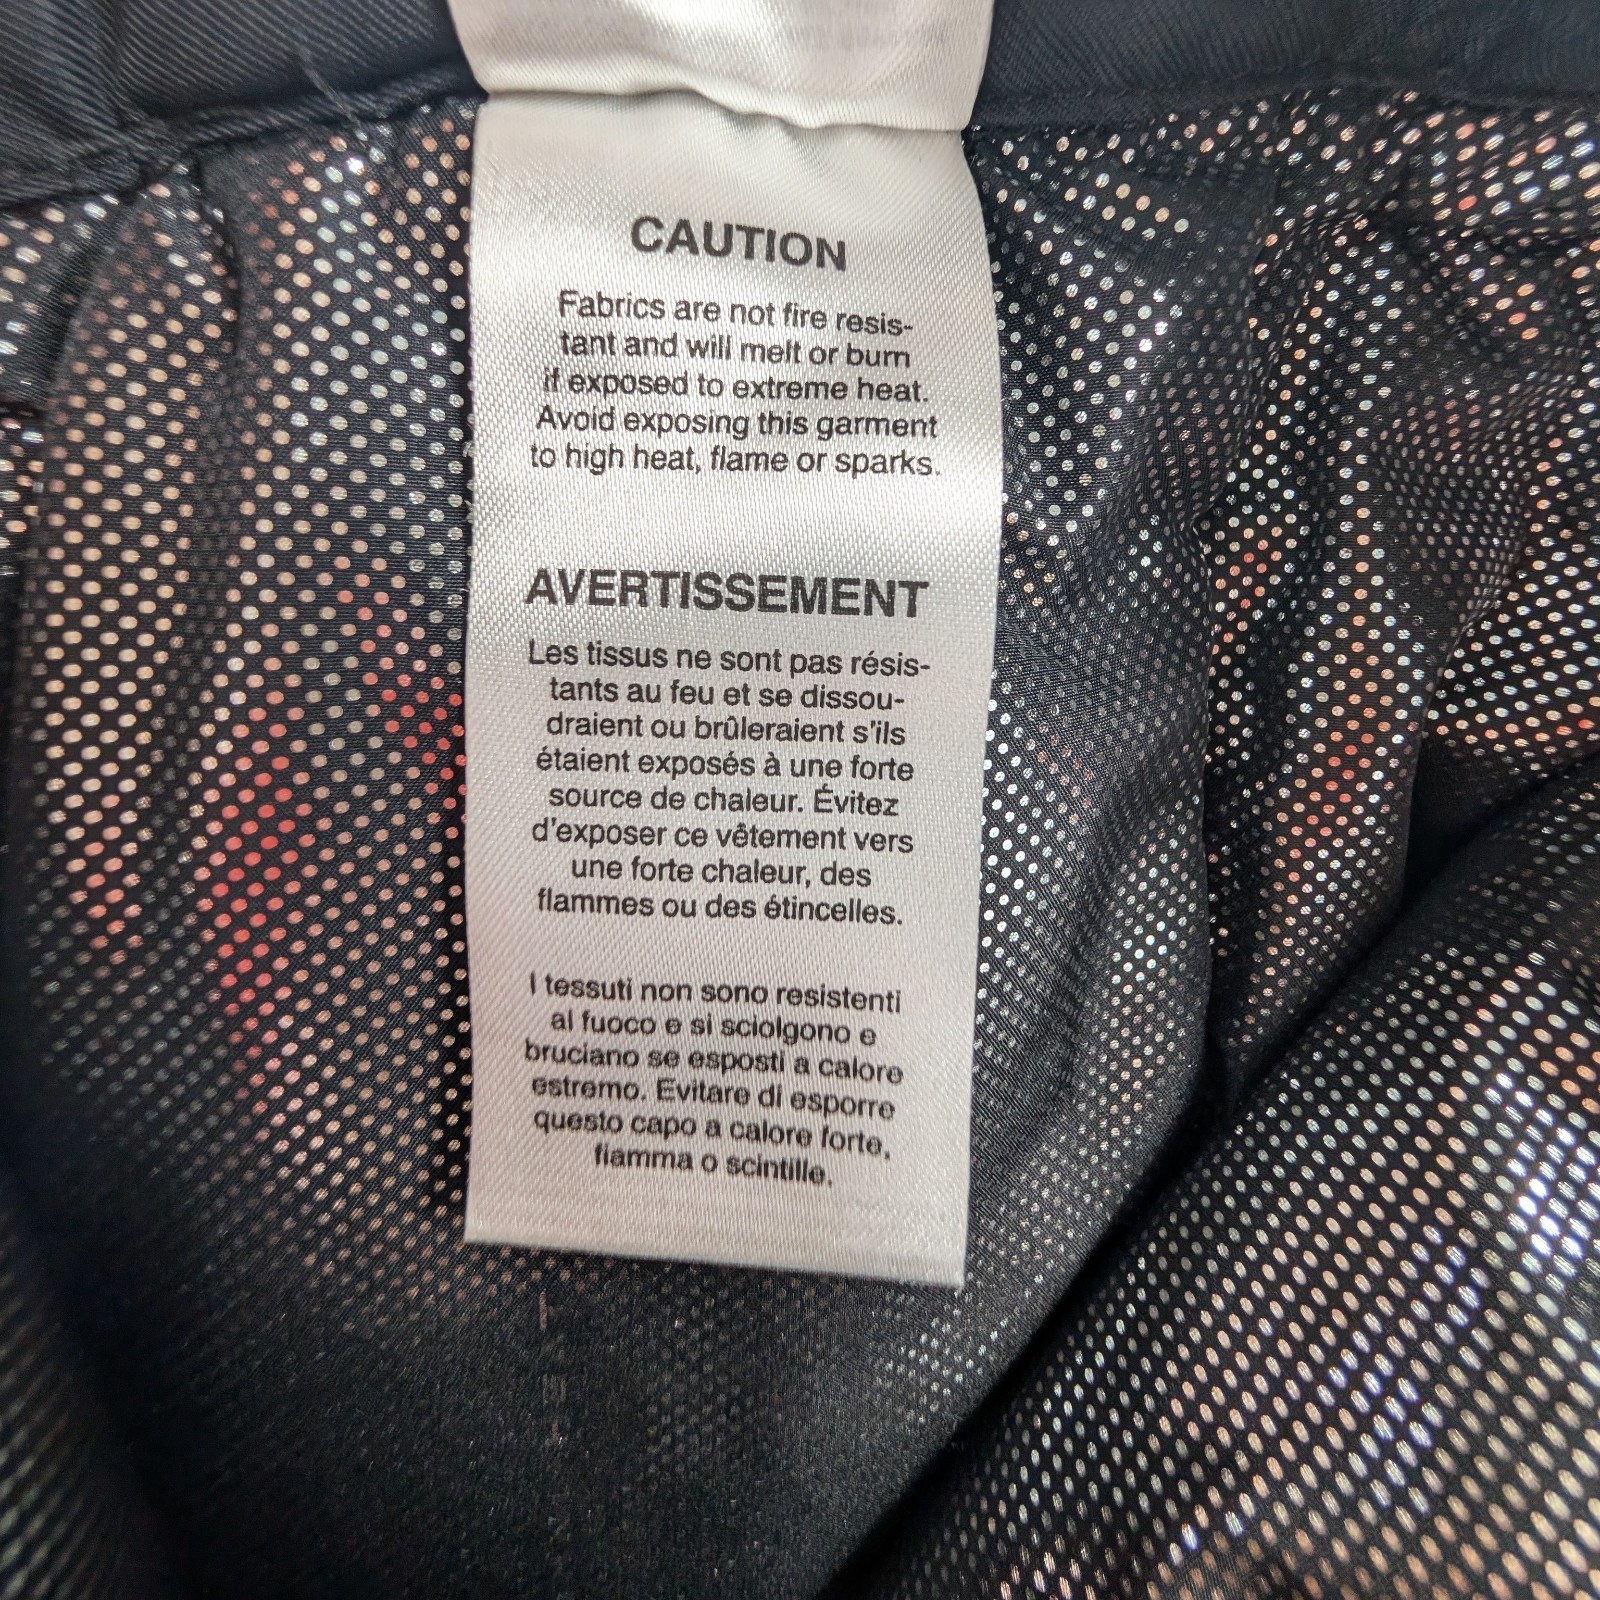 CAUTION
Fabrics are not fire resis-
tant and will melt or burn
if exposed to extreme heat.
Avoid exposing this garment
to high heat, flame or sparks.
AVERTISSEMENT
Les tissus ne sont pas résis-
tants au feu et se dissou-
draient ou brûleraient s'ils
étaient exposés à une forte
source de chaleur. Évitez
d'exposer ce vêtement vers
une forte chaleur, des
flammes ou des étincelles.
I tessuti non sono resistenti
al fuoco e si sciolgono e
bruciano se esposti a calore
estremo. Evitare di esporre
questo capo a calore forte,
fiamma o scintille.